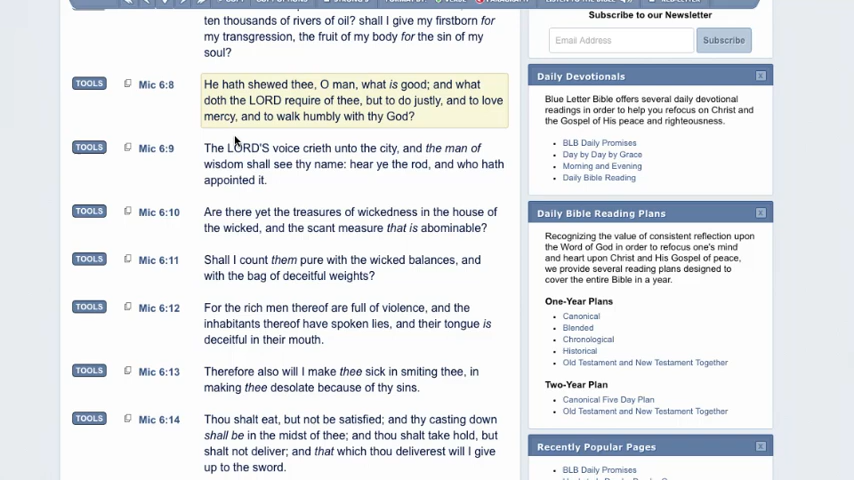 COPY
COPY OPTIONS
STRONG'S
FORMAT BY
VERSE
PARAGRAPH
LISTEN TO THE BIBLE
RED LETTER
ten thousands of rivers of oil? shall I give my firstborn for
my transgression, the fruit of my body for the sin of my
soul?
TOOLS Mic 6:8 He hath shewed thee, O man, what is good; and what
doth the LORD require of thee, but to do justly, and to love
mercy, and to walk humbly with thy God?
TOOLS Mic 6:9 The LORD'S voice crieth unto the city, and the man of
wisdom shall see thy name: hear ye the rod, and who hath
appointed it.
TOOLS Mic 6:10 Are there yet the treasures of wickedness in the house of
the wicked, and the scant measure that is abominable?
TOOLS Mic 6:11 Shall I count them pure with the wicked balances, and
with the bag of deceitful weights?
TOOLS Mic 6:12 For the rich men thereof are full of violence, and the
inhabitants thereof have spoken lies, and their tongue is
deceitful in their mouth.
TOOLS Mic 6:13 Therefore also will I make thee sick in smiting thee, in
making thee desolate because of thy sins.
TOOLS Mic 6:14 Thou shalt eat, but not be satisfied; and thy casting down
shall be in the midst of thee; and thou shalt take hold, but
shalt not deliver; and that which thou deliverest will I give
up to the sword.
Subscribe to our Newsletter
Email Address
Subscribe
Daily Devotionals
Blue Letter Bible offers several daily devotional
readings in order to help you refocus on Christ and
the Gospel of His peace and righteousness.
BLB Daily Promises
Day by Day by Grace
Morning and Evening
Daily Bible Reading
Daily Bible Reading Plans
Recognizing the value of consistent reflection upon
the Word of God in order to refocus one's mind
and heart upon Christ and His Gospel of peace,
we provide several reading plans designed to
cover the entire Bible in a year.
One-Year Plans
Canonical
Blended
Chronological
Historical
Old Testament and New Testament Together
Two-Year Plan
Canonical Five Day Plan
Old Testament and New Testament Together
Recently Popular Pages
BLB Daily Promises